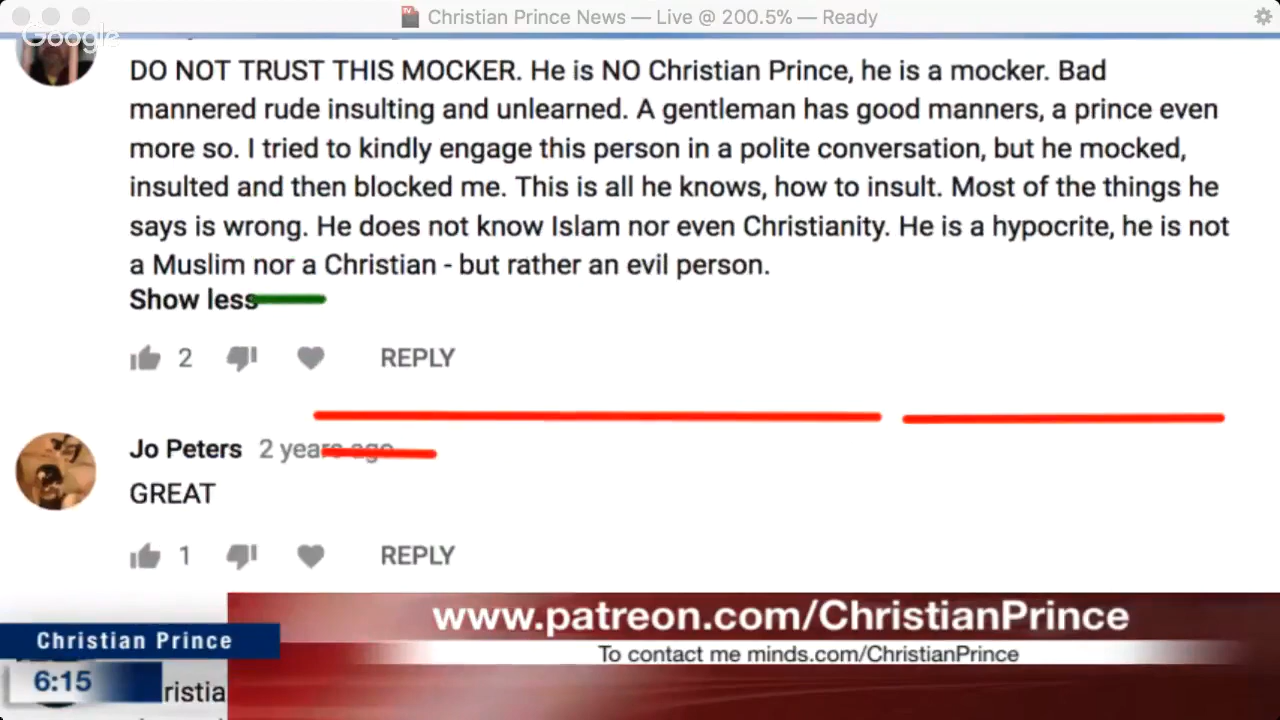 Christian Prince News — Live @ 200.5% — Ready
Google
DO NOT TRUST THIS MOCKER. He is NO Christian Prince, he is a mocker. Bad
mannered rude insulting and unlearned. A gentleman has good manners, a prince even
more so. I tried to kindly engage this person in a polite conversation, but he mocked,
insulted and then blocked me. This is all he knows, how to insult. Most of the things he
says is wrong. He does not know Islam nor even Christianity. He is a hypocrite, he is not
a Muslim nor a Christian - but rather an evil person.
Show less
2 REPLY
Jo Peters 2 years ago
GREAT
1 REPLY
www.patreon.com/ChristianPrince
To contact me minds.com/ChristianPrince
Christian Prince
6:15
ristia